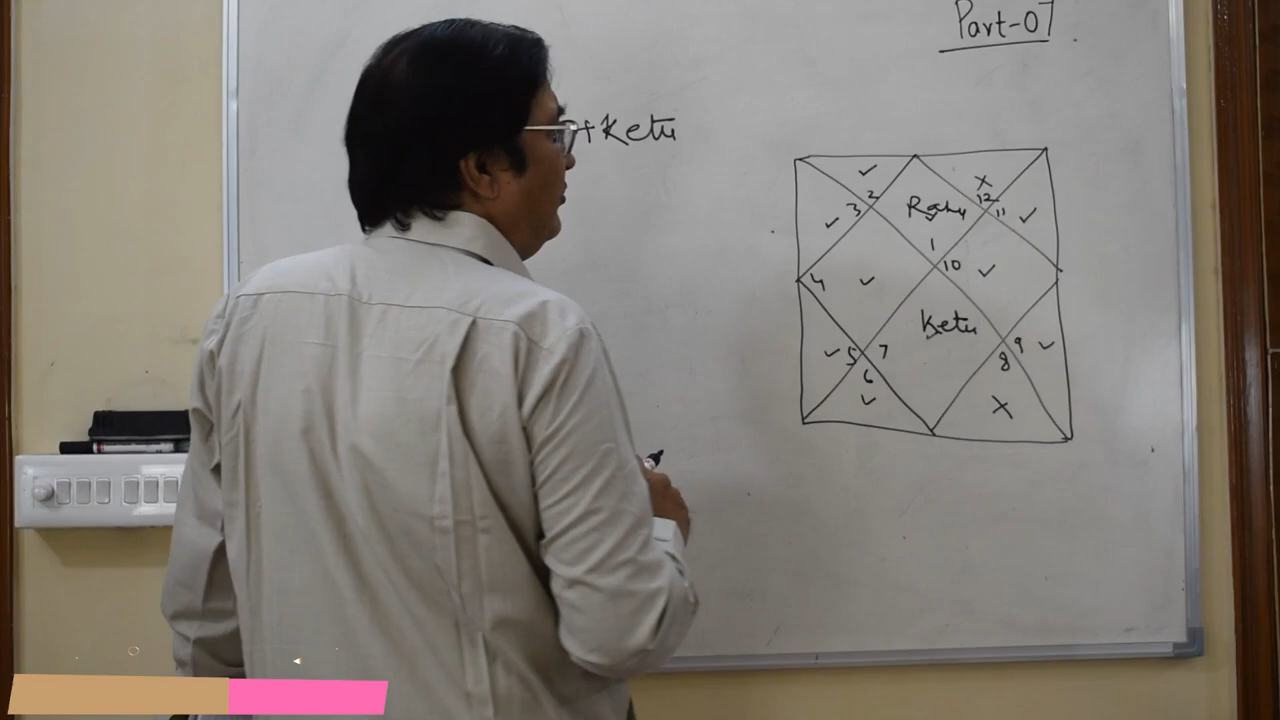 Part-07
+Ketu
✓ X
2 12
3 Rahu 11
✓ ✓ ✓
1
4 ✓ 10 ✓
Ketu
✓ 5 7 9 ✓
6 8
✓ X